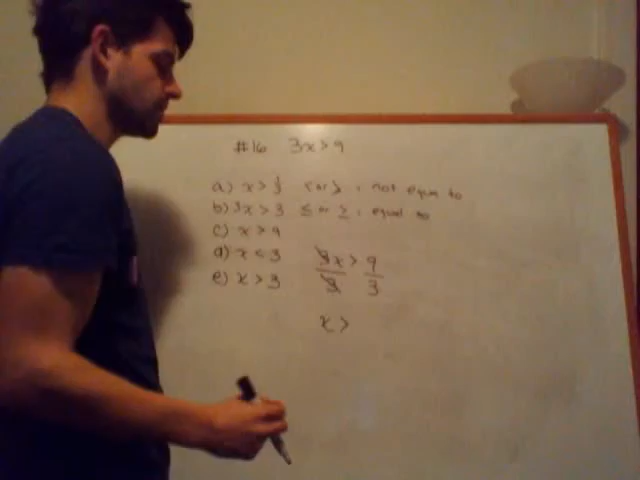 #16 3x > 9
a) x > 1/3 < or > , not equal to
b) 3x > 3 ≤ or ≥ , equal to
c) x > 9
d) x < 3
e) x > 3
3x > 9
3 3
x >